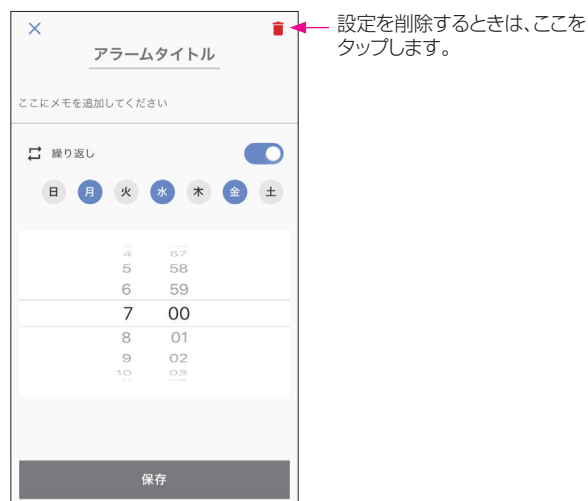 設定を削除するときは、ここを
タップします。
アラームタイトル
ここにメモを追加してください
繰り返し
日 月 火 水 木 金 土
4 57
5 58
6 59
7 00
8 01
9 02
10 03
保存